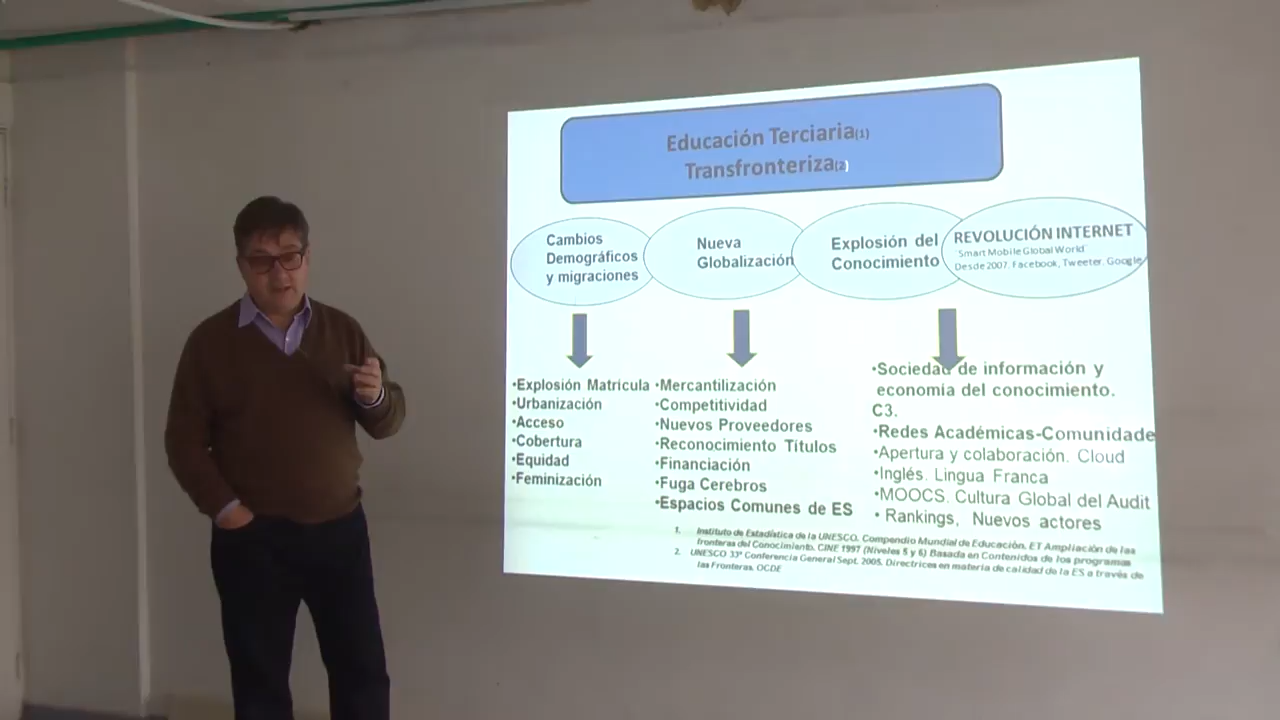 Educación Terciaria(1)
Transfronteriza(2)
Cambios
Demográficos
y migraciones
Nueva
Globalización
Explosión del
Conocimiento
REVOLUCIÓN INTERNET
Smart Mobile Global World
Desde 2007. Facebook, Tweeter. Google
•Explosión Matrícula
•Urbanización
•Acceso
•Cobertura
•Equidad
•Feminización
•Mercantilización
•Competitividad
•Nuevos Proveedores
•Reconocimiento Títulos
•Financiación
•Fuga Cerebros
•Espacios Comunes de ES
•Sociedad de información y
economía del conocimiento.
C3.
•Redes Académicas-Comunidade
•Apertura y colaboración. Cloud
•Inglés. Lingua Franca
•MOOCS. Cultura Global del Audit
• Rankings, Nuevos actores
1. Instituto de Estadística de la UNESCO. Compendio Mundial de Educación. ET Ampliación de las
fronteras del Conocimiento. CINE 1997 (Niveles 5 y 6) Basada en Contenidos de los programas
2. UNESCO 33ª Conferencia General Sept. 2005. Directrices en materia de calidad de la ES a través de
las Fronteras. OCDE